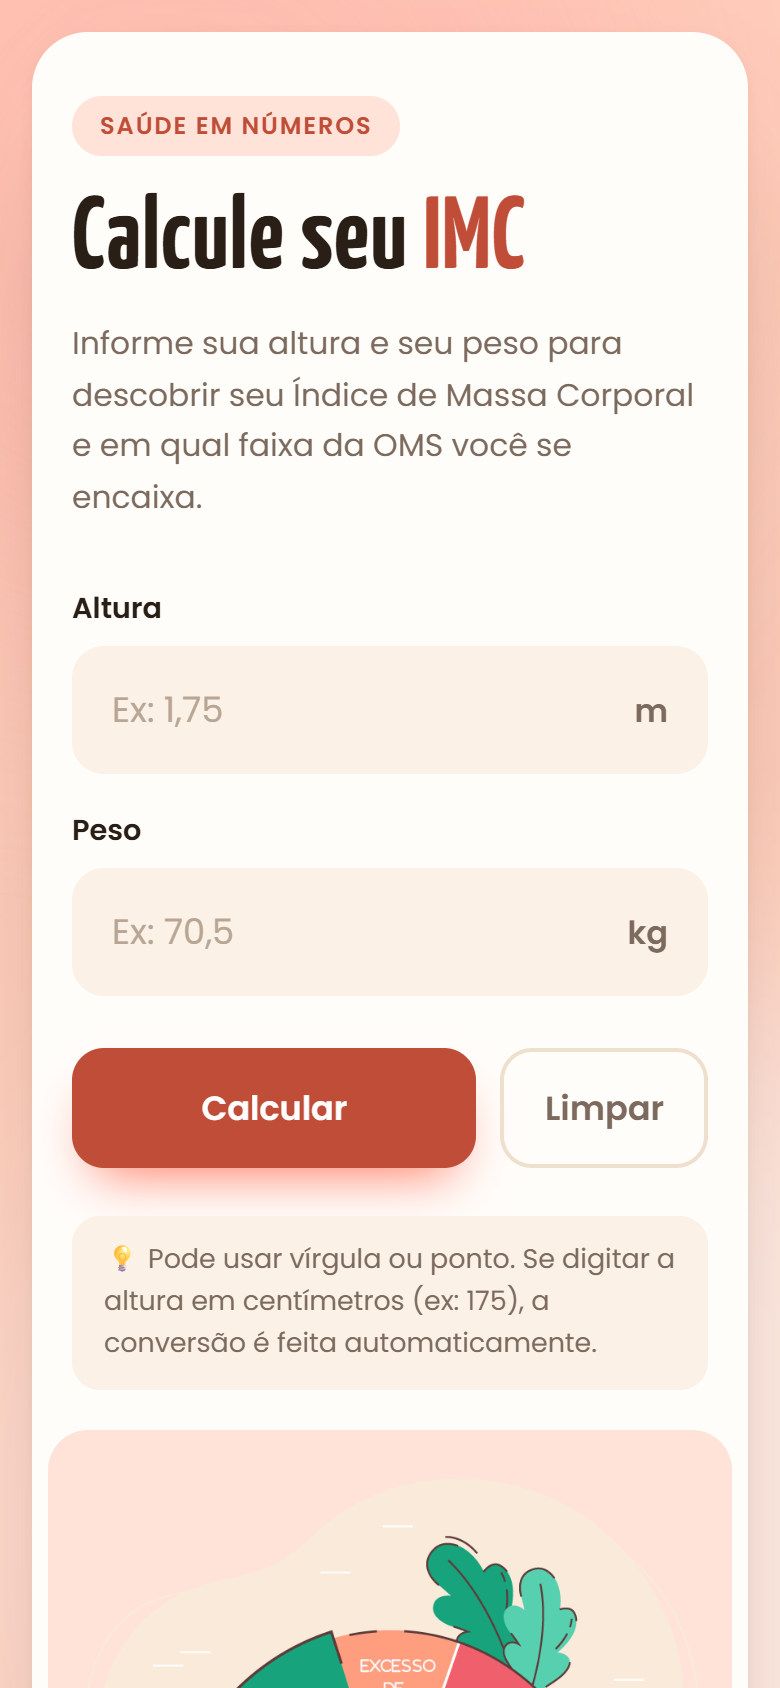 SAÚDE EM NÚMEROS
Calcule seu IMC
Informe sua altura e seu peso para
descobrir seu Índice de Massa Corporal
e em qual faixa da OMS você se
encaixa.
Altura
Ex: 1,75 m
Peso
Ex: 70,5 kg
Calcular Limpar
💡 Pode usar vírgula ou ponto. Se digitar a
altura em centímetros (ex: 175), a
conversão é feita automaticamente.
EXCESSO
DE